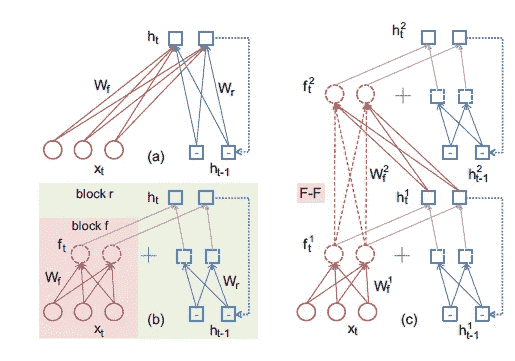 h_t
W_f
W_r
x_t
(a)
h_{t-1}
block r
h_t
block f
f_t
+
W_f
W_r
x_t
(b)
h_{t-1}
h_t^2
f_t^2
+
W_f^2
h_{t-1}^2
F-F
h_t^1
f_t^1
+
W_f^1
x_t
(c)
h_{t-1}^1